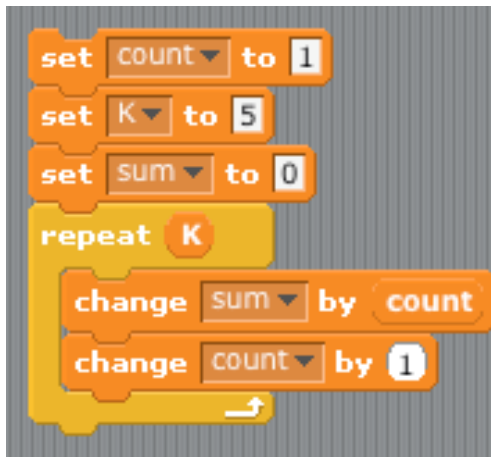 set count to 1
set K to 5
set sum to 0
repeat K
change sum by count
change count by 1